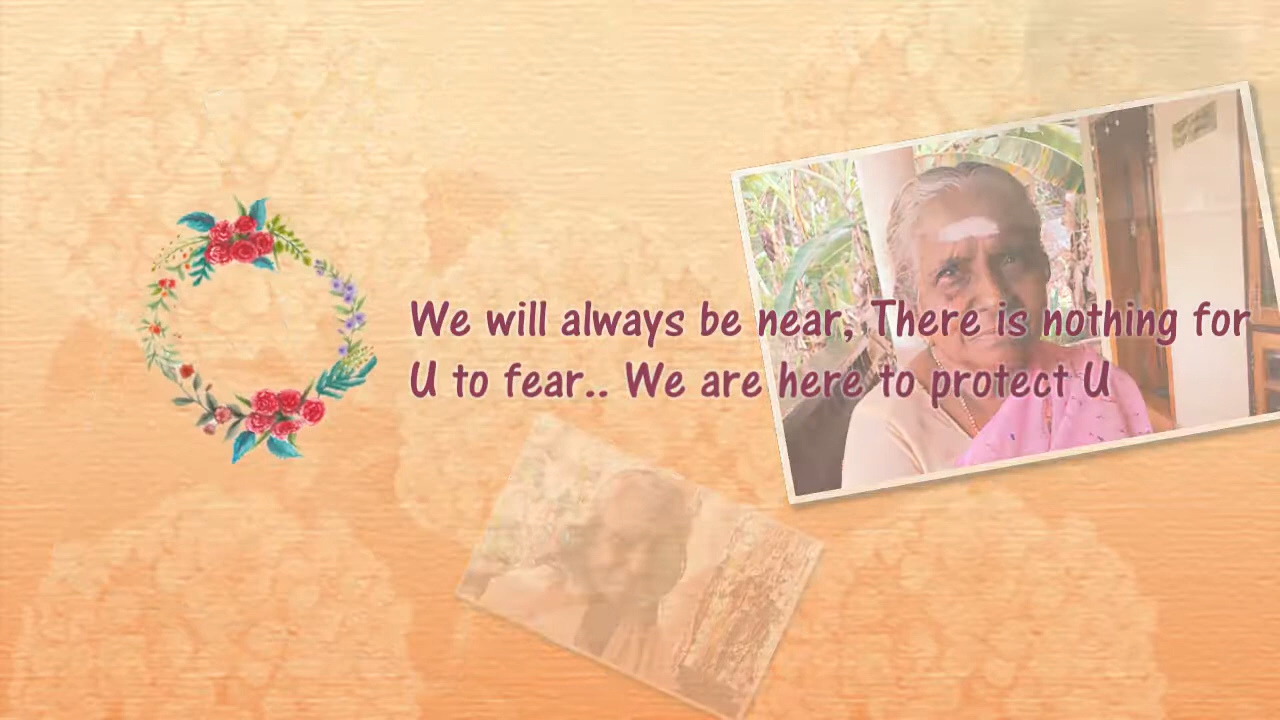 We will always be near, There is nothing for
U to fear.. We are here to protect U